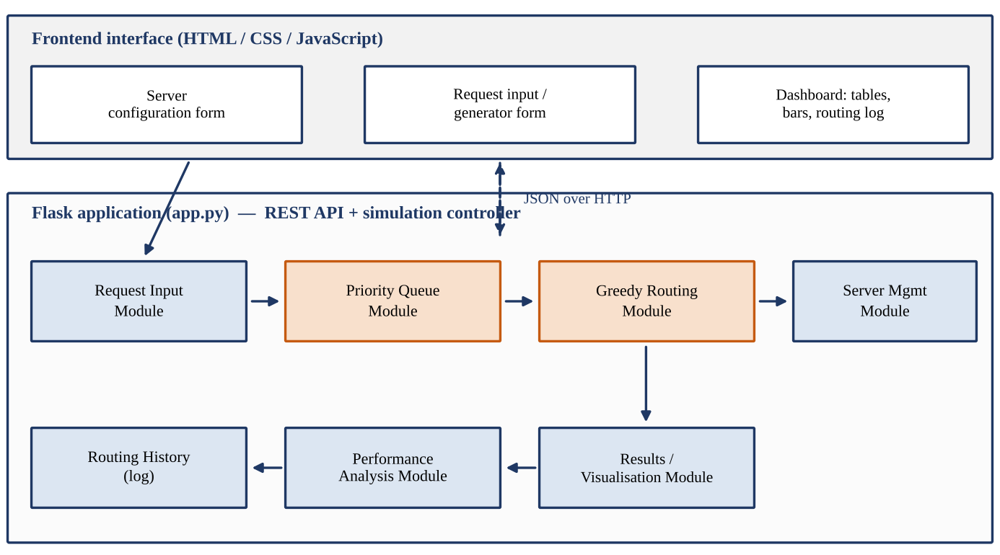 Frontend interface (HTML / CSS / JavaScript)
Server
configuration form
Request input /
generator form
Dashboard: tables,
bars, routing log
JSON over HTTP
Flask application (app.py) — REST API + simulation controller
Request Input
Module
Priority Queue
Module
Greedy Routing
Module
Server Mgmt
Module
Routing History
(log)
Performance
Analysis Module
Results /
Visualisation Module